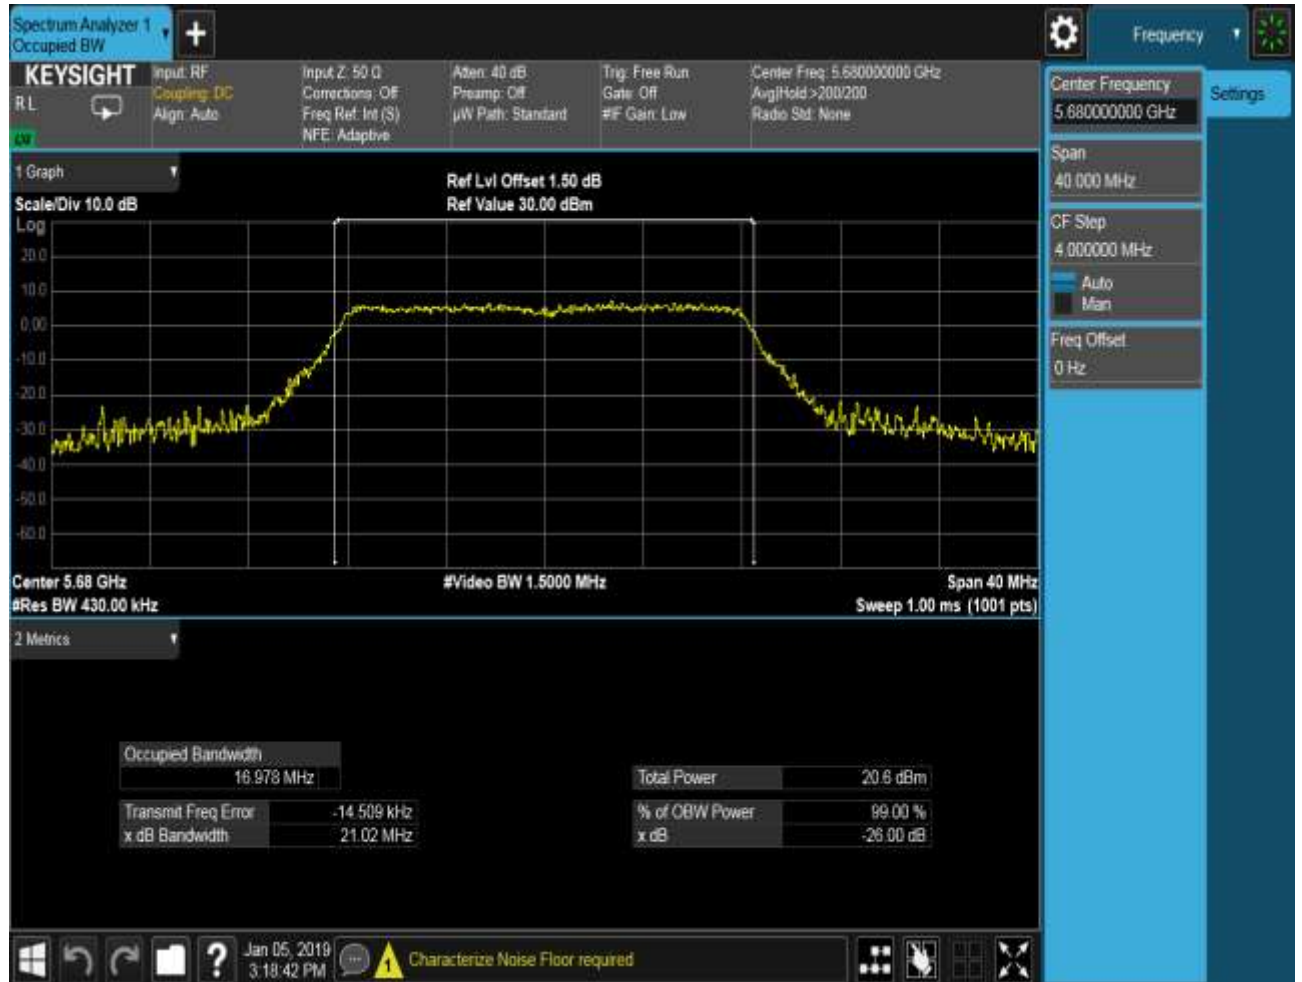 Spectrum Analyzer 1
Occupied BW
Frequency
KEYSIGHT
RL
Input: RF
Coupling: DC
Align: Auto
Input Z: 50 Ω
Corrections: Off
Freq Ref: Int (S)
NFE: Adaptive
Atten: 40 dB
Preamp: Off
µW Path: Standard
Trig: Free Run
Gate: Off
#IF Gain: Low
Center Freq: 5.680000000 GHz
Avg|Hold:>200/200
Radio Std: None
Center Frequency
5.680000000 GHz
Settings
Span
40.000 MHz
CF Step
4.000000 MHz
Auto
Man
Freq Offset
0 Hz
1 Graph
Scale/Div 10.0 dB
Ref Lvl Offset 1.50 dB
Ref Value 30.00 dBm
Log
20.0
10.0
0.00
-10.0
-20.0
-30.0
-40.0
-50.0
-60.0
Center 5.68 GHz
#Video BW 1.5000 MHz
Span 40 MHz
#Res BW 430.00 kHz
Sweep 1.00 ms (1001 pts)
2 Metrics
Occupied Bandwidth
16.978 MHz
Total Power 20.6 dBm
Transmit Freq Error -14.509 kHz
% of OBW Power 99.00 %
x dB Bandwidth 21.02 MHz
x dB -26.00 dB
?
Jan 05, 2019
3:18:42 PM
1
Characterize Noise Floor required